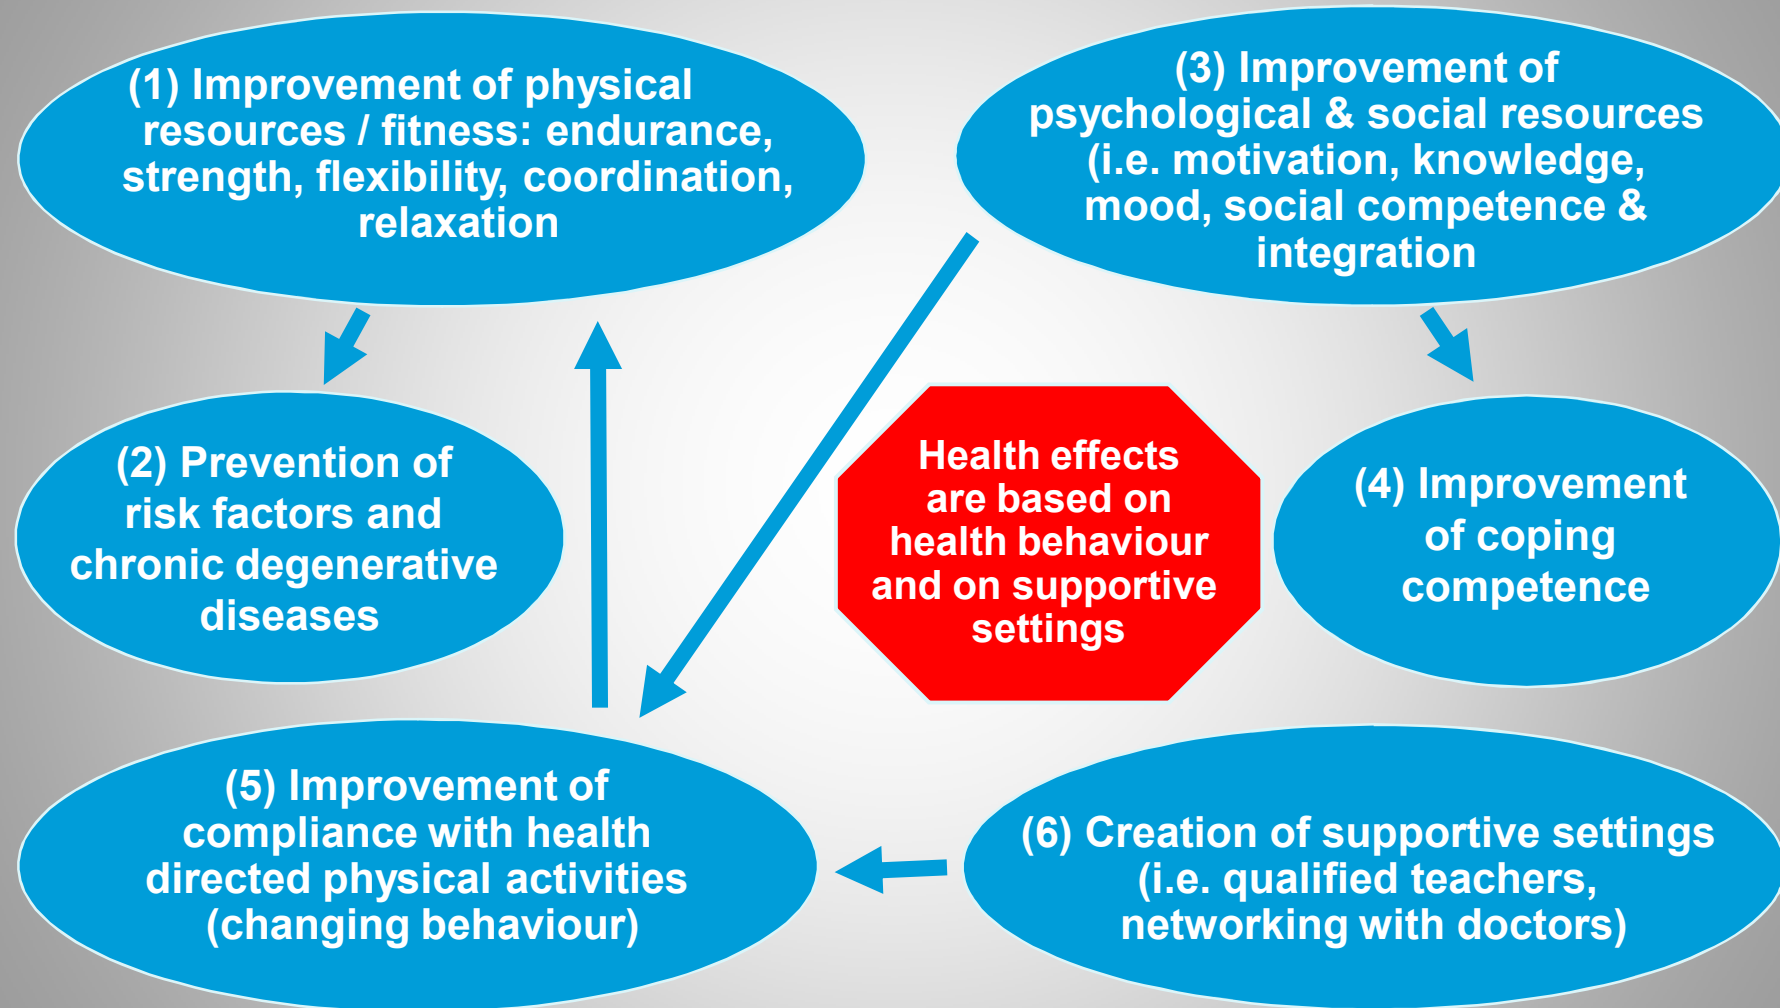 (1) Improvement of physical
resources / fitness: endurance,
strength, flexibility, coordination,
relaxation
(3) Improvement of
psychological & social resources
(i.e. motivation, knowledge,
mood, social competence &
integration
(2) Prevention of
risk factors and
chronic degenerative
diseases
Health effects
are based on
health behaviour
and on supportive
settings
(4) Improvement
of coping
competence
(5) Improvement of
compliance with health
directed physical activities
(changing behaviour)
(6) Creation of supportive settings
(i.e. qualified teachers,
networking with doctors)